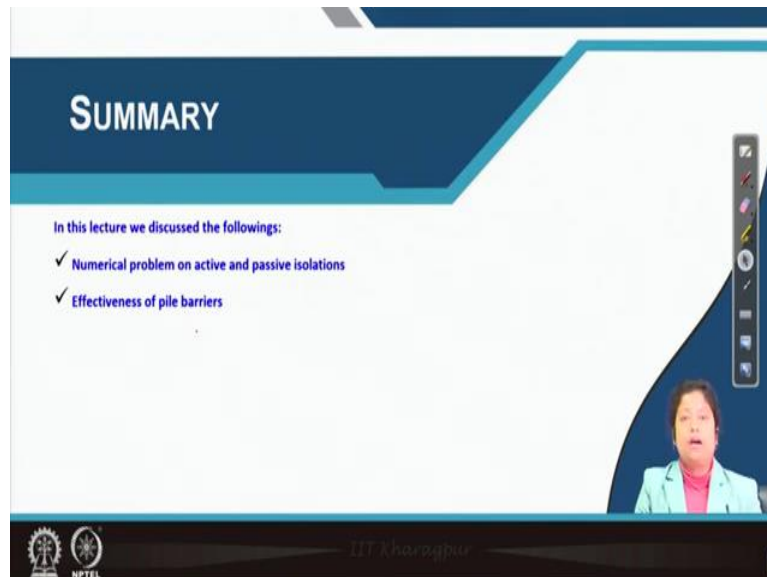 SUMMARY
In this lecture we discussed the followings:
✓ Numerical problem on active and passive isolations
✓ Effectiveness of pile barriers
IIT Kharagpur
NPTEL